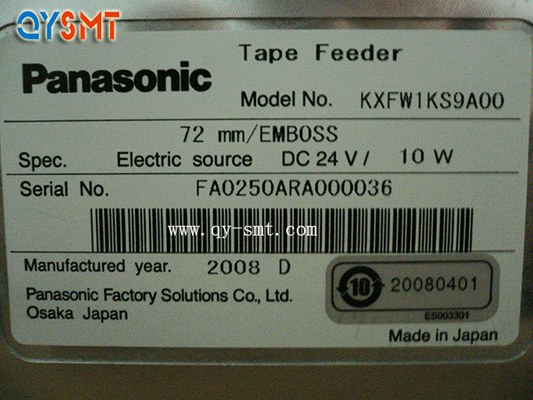 QYSMT
Tape Feeder
Panasonic
Model No. KXFW1KS9A00
72 mm/EMBOSS
Spec. Electric source DC 24 V / 10 W
Serial No. FA0250ARA000036
www.qy-smt.com
Manufactured year. 2008 D
10 20080401
Panasonic Factory Solutions Co., Ltd.
Osaka Japan
ES003301
Made in Japan